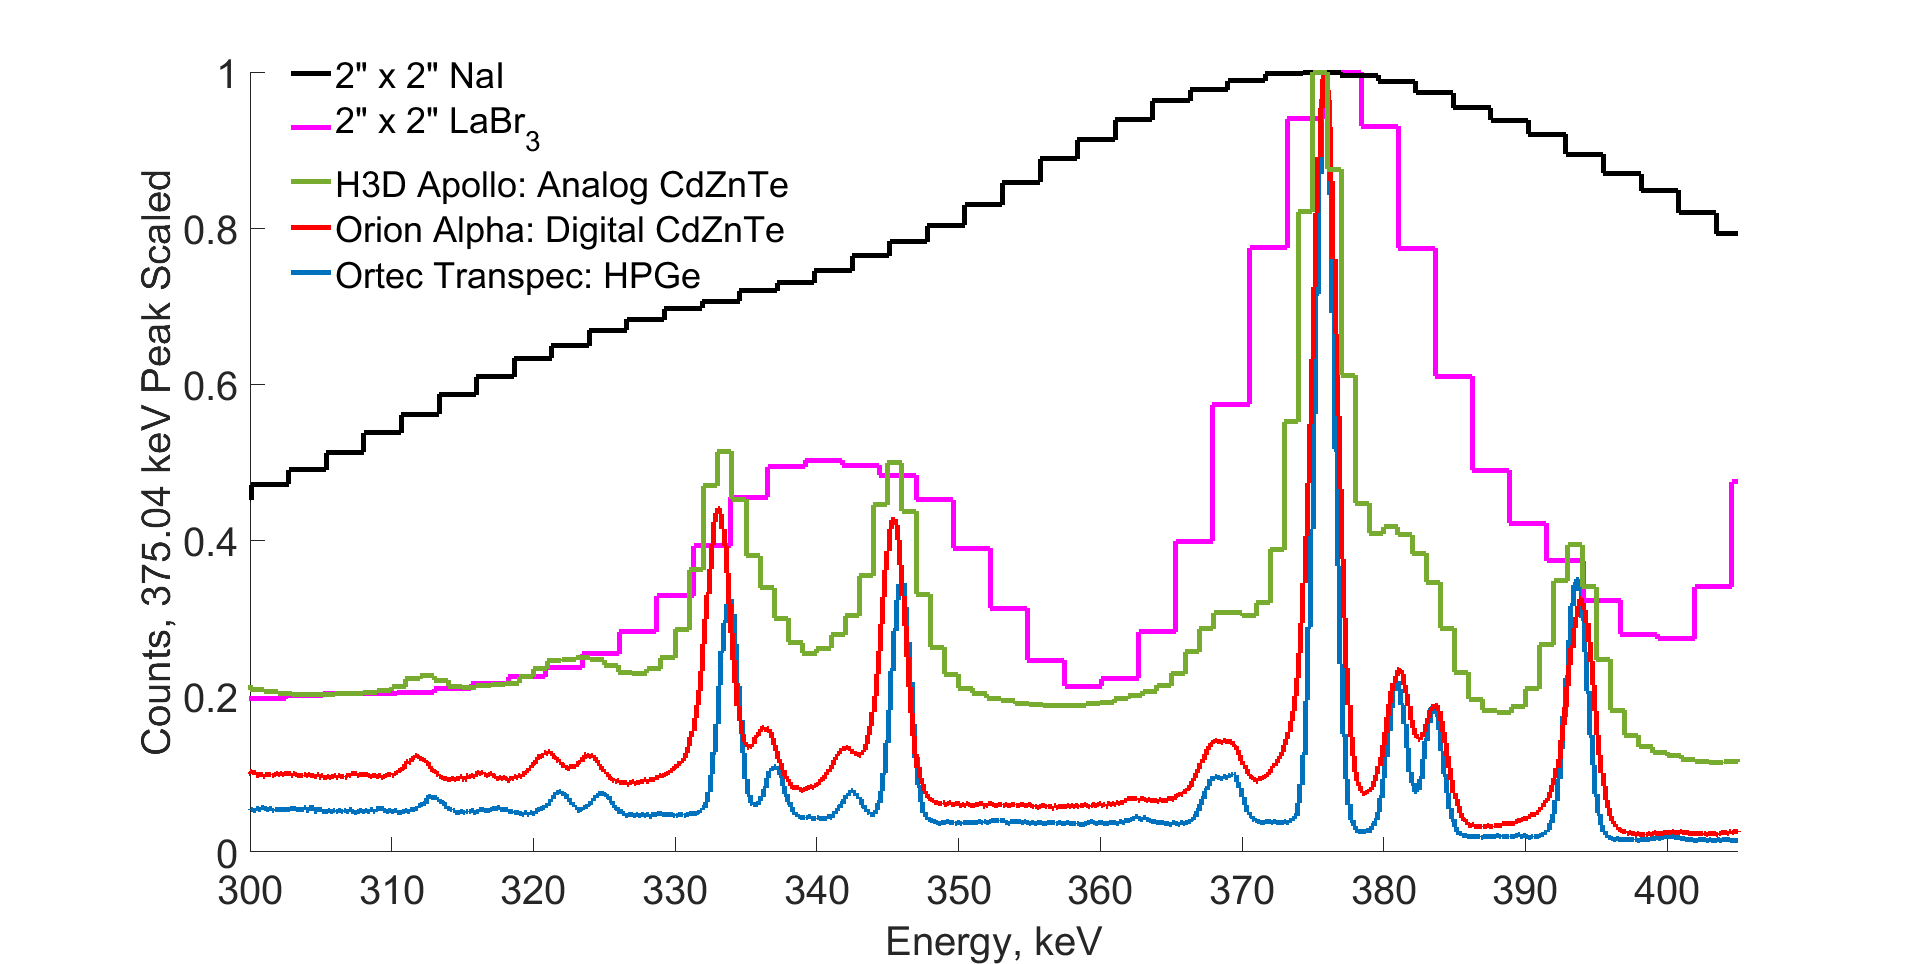 2" x 2" NaI
2" x 2" LaBr3
H3D Apollo: Analog CdZnTe
Orion Alpha: Digital CdZnTe
Ortec Transpec: HPGe
Counts, 375.04 keV Peak Scaled
1
0.8
0.6
0.4
0.2
0
300 310 320 330 340 350 360 370 380 390 400
Energy, keV